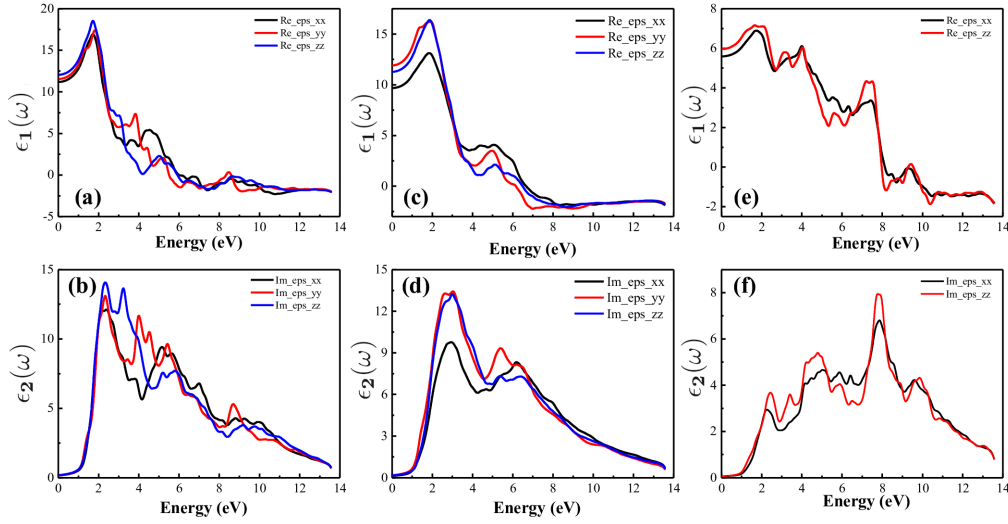 20
15
10
5
0
-5
0 2 4 6 8 10 12 14
ϵ1(ω)
Energy (eV)
(a)
Re_eps_xx
Re_eps_yy
Re_eps_zz
15
10
5
0
0 2 4 6 8 10 12 14
ϵ1(ω)
Energy (eV)
(c)
Re_eps_xx
Re_eps_yy
Re_eps_zz
8
6
4
2
0
-2
0 2 4 6 8 10 12 14
ϵ1(ω)
Energy (eV)
(e)
Re_eps_xx
Re_eps_zz
15
10
5
0
0 2 4 6 8 10 12 14
ϵ2(ω)
Energy (eV)
(b)
Im_eps_xx
Im_eps_yy
Im_eps_zz
15
12
9
6
3
0
0 2 4 6 8 10 12 14
ϵ2(ω)
Energy (eV)
(d)
Im_eps_xx
Im_eps_yy
Im_eps_zz
8
6
4
2
0
0 2 4 6 8 10 12 14
ϵ2(ω)
Energy (eV)
(f)
Im_eps_xx
Im_eps_zz